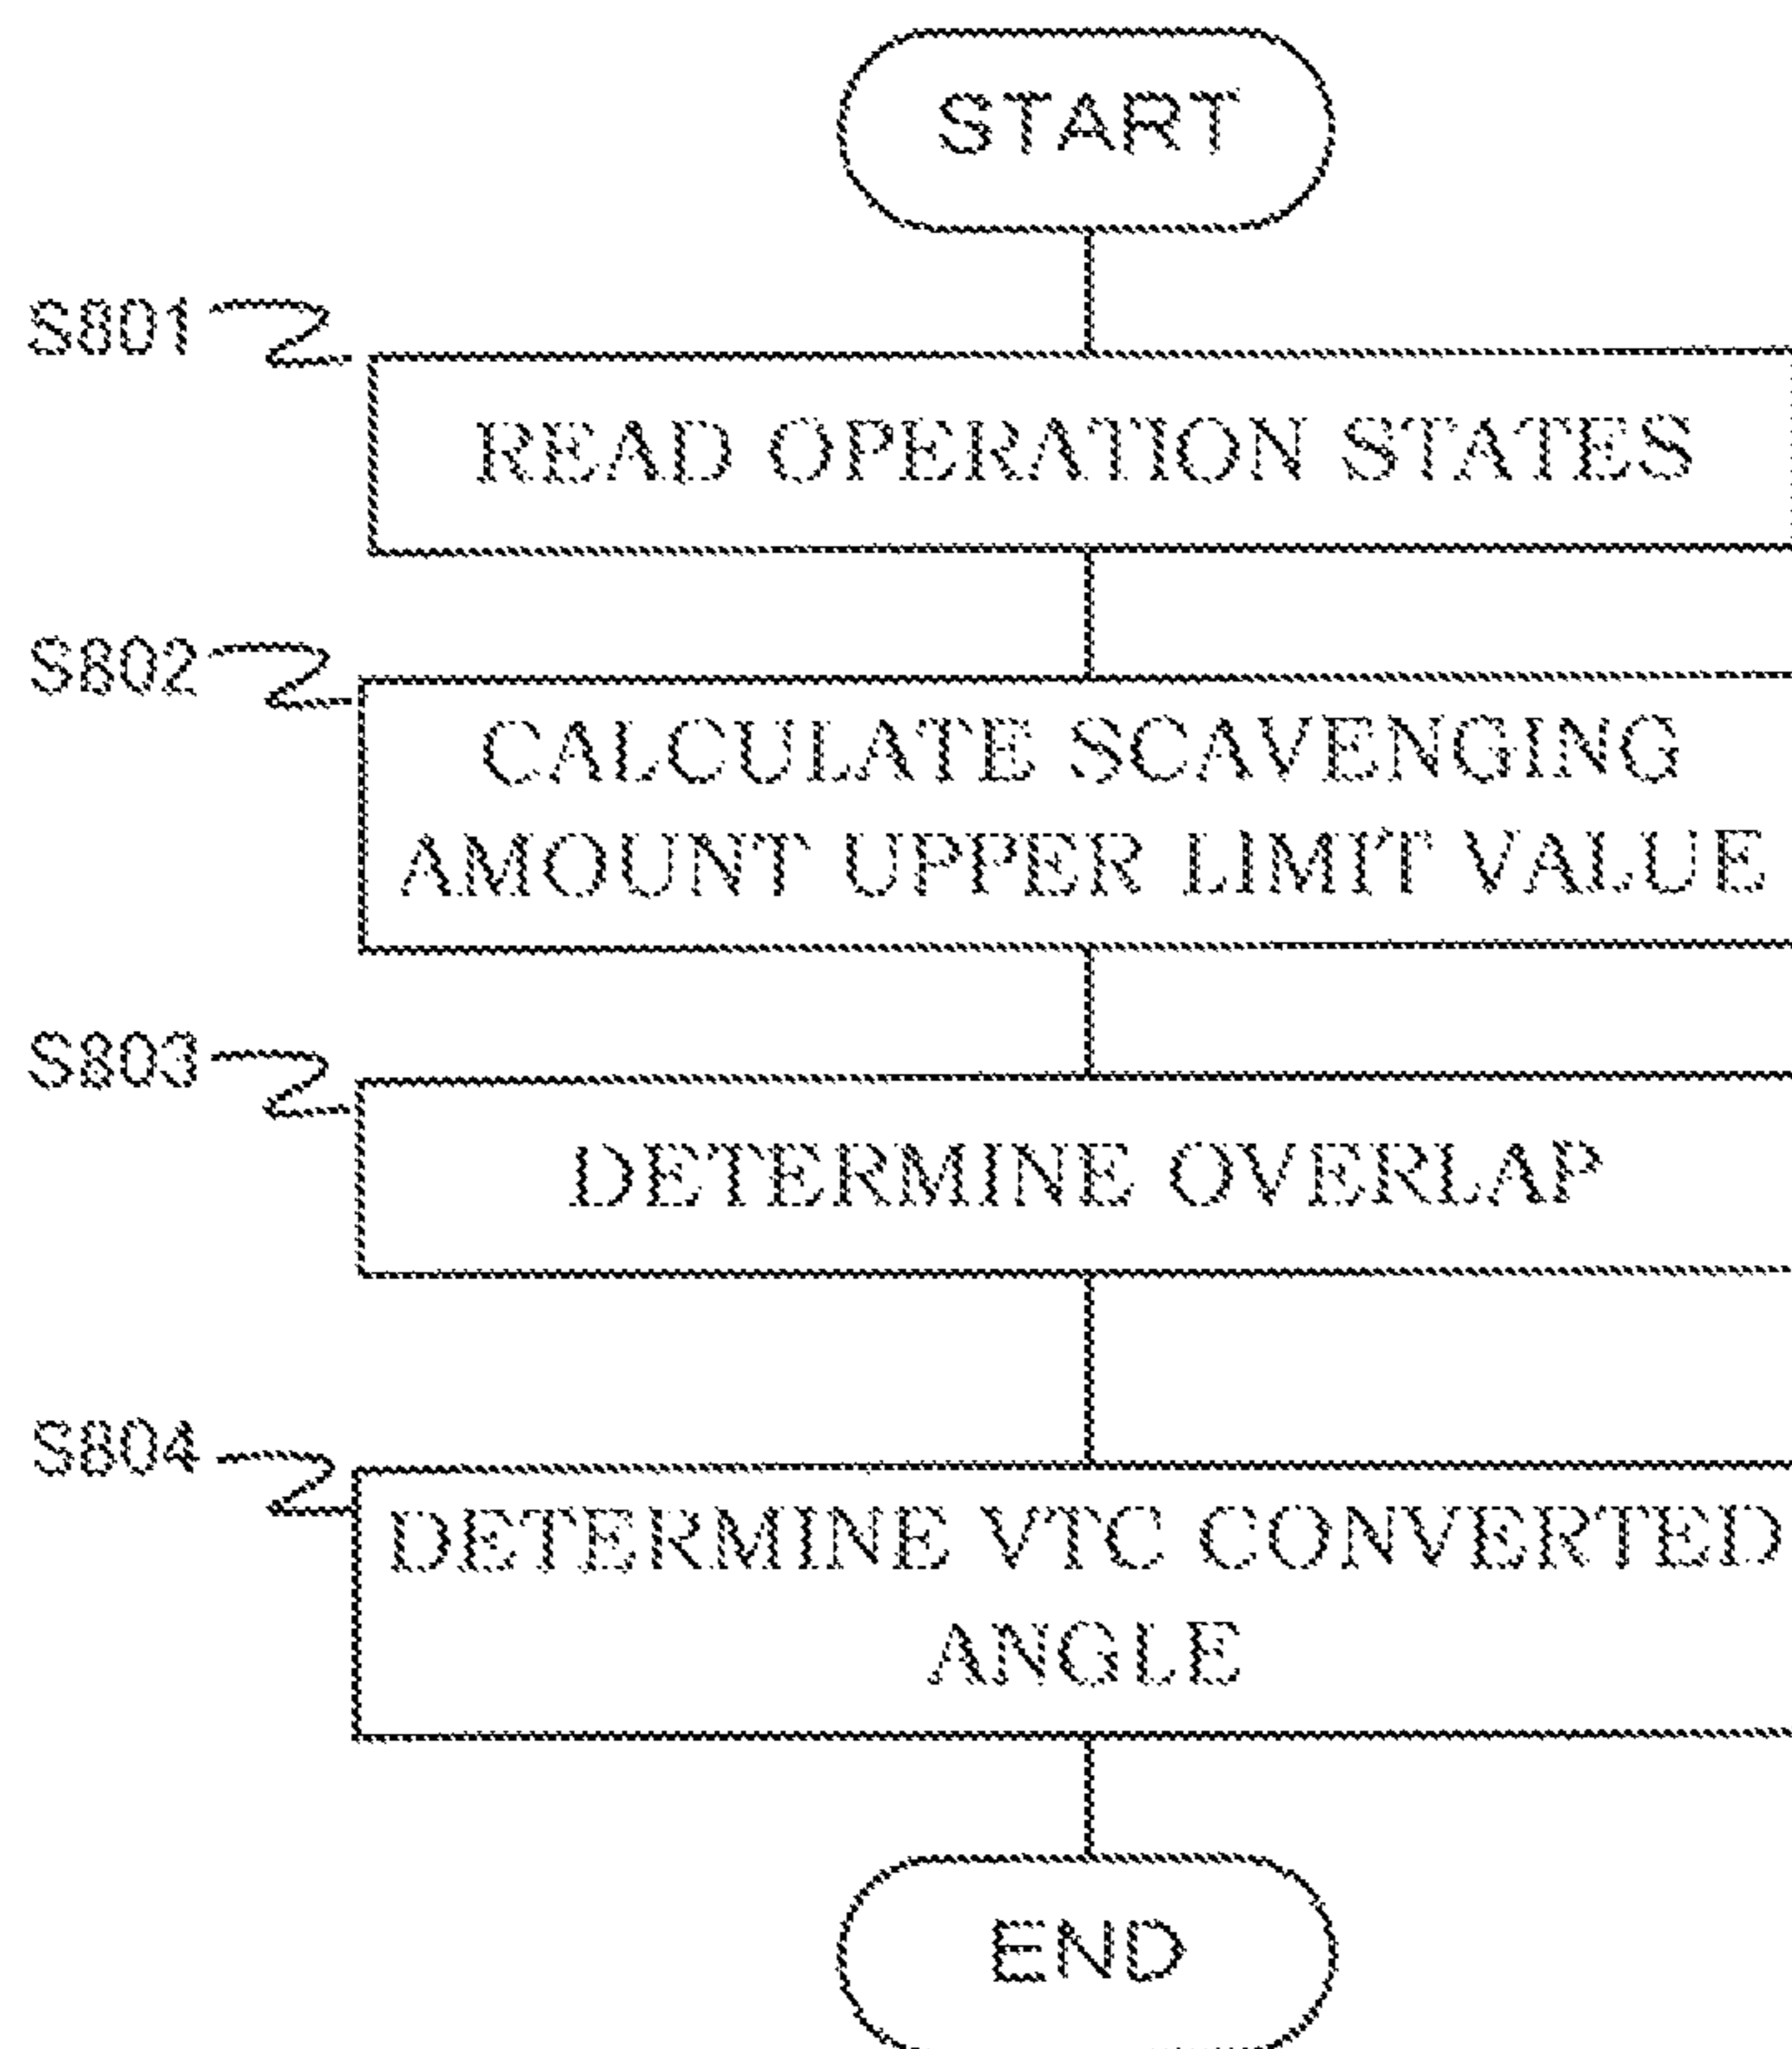 START
S801
READ OPERATION STATES
S802
CALCULATE SCAVENGING
AMOUNT UPPER LIMIT VALUE
S803
DETERMINE OVERLAP
S804
DETERMINE VTC CONVERTED
ANGLE
END